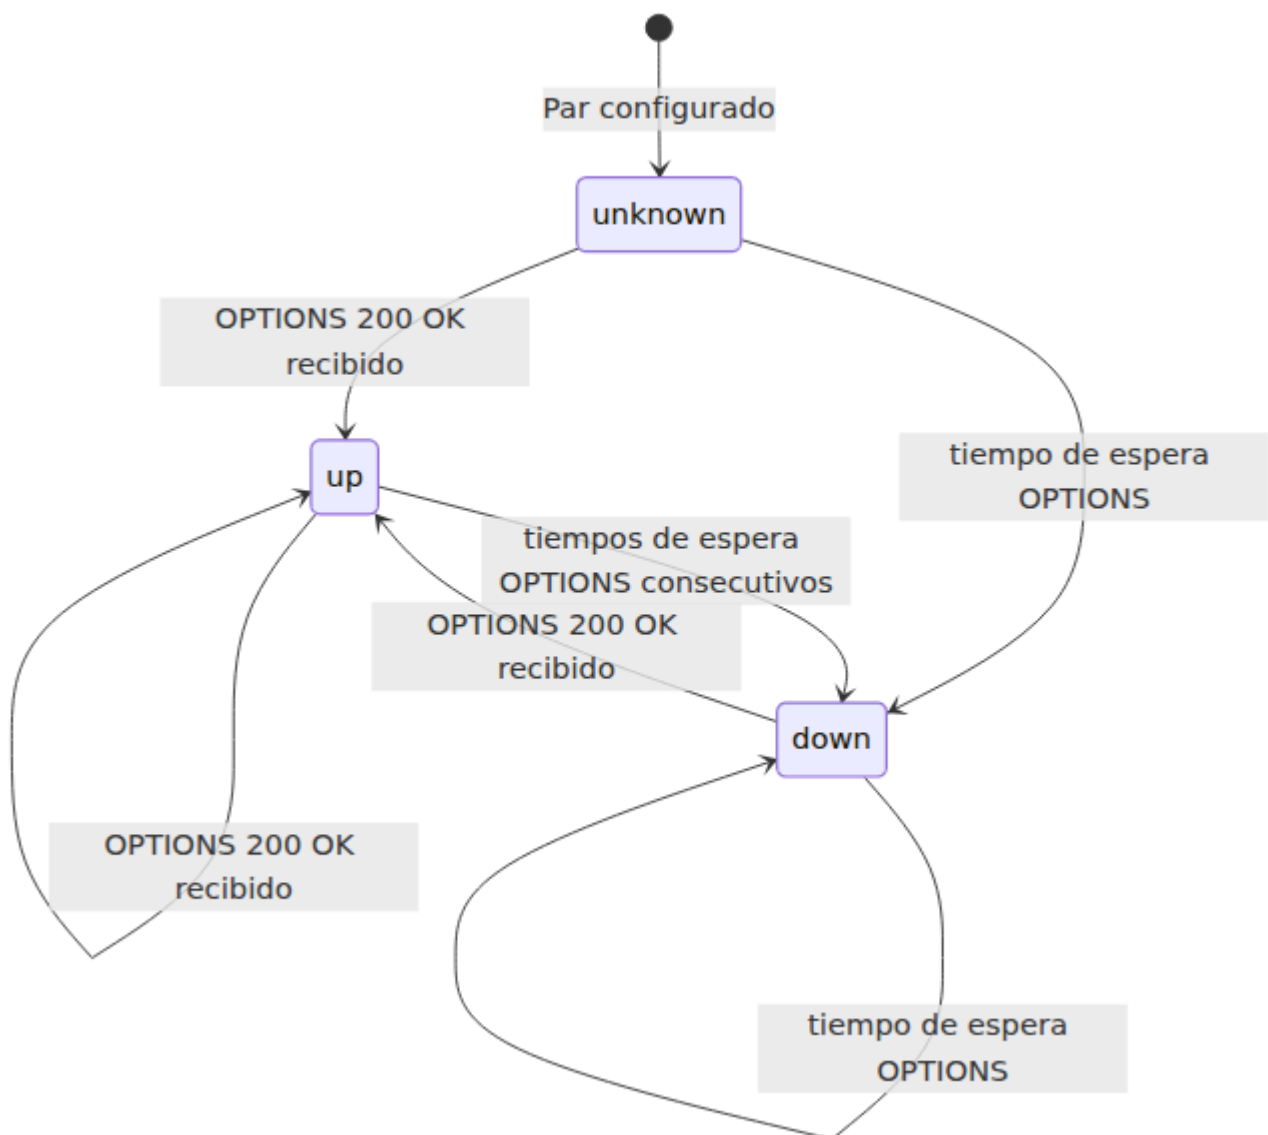 Par configurado
unknown
OPTIONS 200 OK
recibido
tiempo de espera
OPTIONS
up
tiempos de espera
OPTIONS consecutivos
OPTIONS 200 OK
recibido
down
OPTIONS 200 OK
recibido
tiempo de espera
OPTIONS